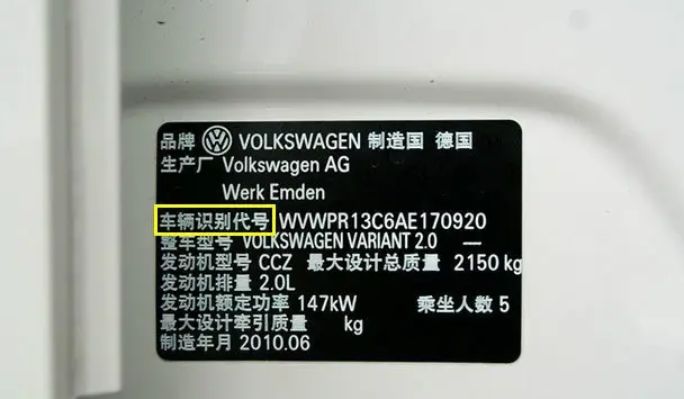 品牌 VOLKSWAGEN 制造国 德国
生产厂 Volkswagen AG
Werk Emden
车辆识别代号 WVWPR13C6AE170920
整车型号 VOLKSWAGEN VARIANT 2.0 —
发动机型号 CCZ 最大设计总质量 2150 kg
发动机排量 2.0L
发动机额定功率 147kW 乘坐人数 5
最大设计牵引质量 kg
制造年月 2010.06